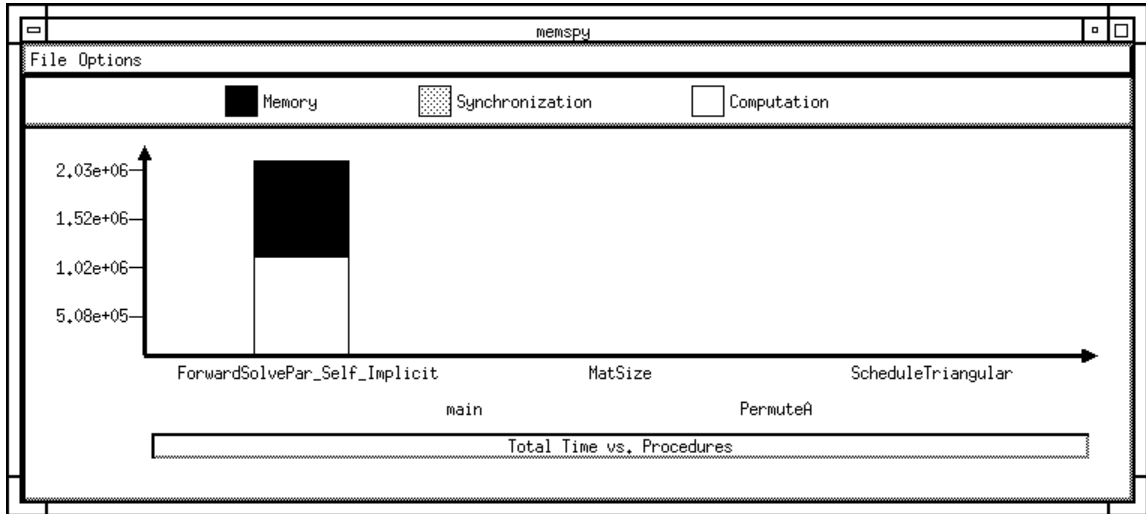 memspy
File Options
Memory Synchronization Computation
2.03e+06
1.52e+06
1.02e+06
5.08e+05
ForwardSolvePar_Self_Implicit MatSize ScheduleTriangular
main PermuteA
Total Time vs. Procedures